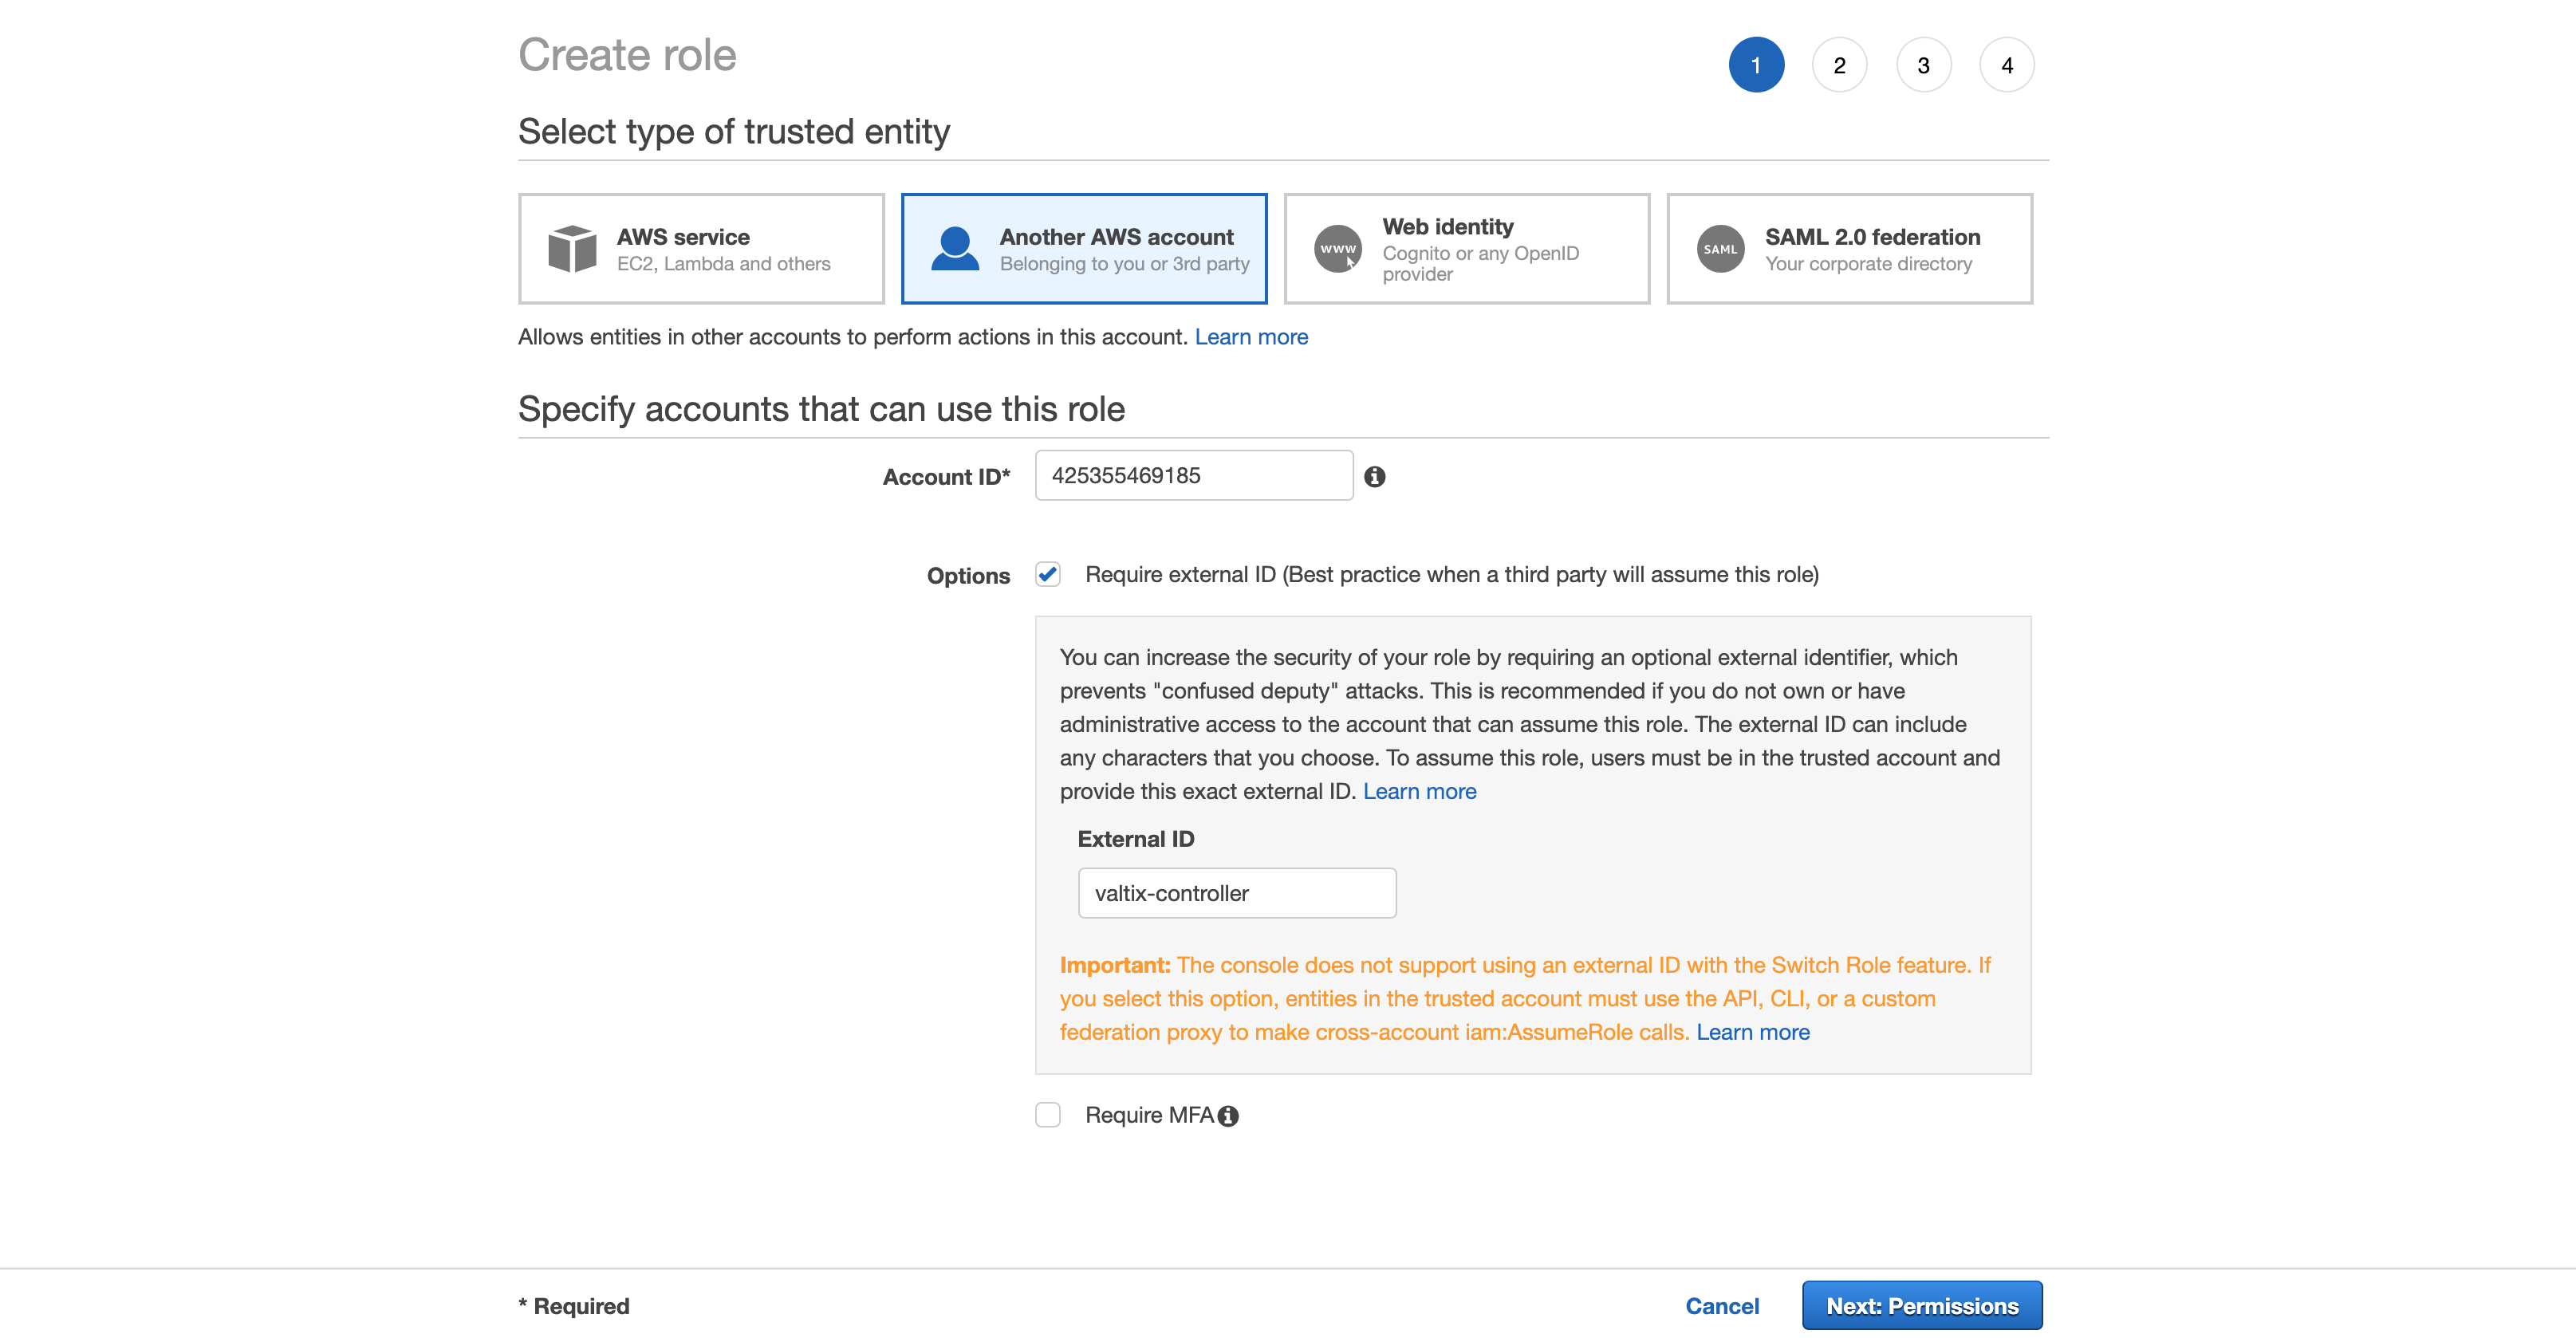 Create role
1 2 3 4
Select type of trusted entity
AWS service
EC2, Lambda and others
Another AWS account
Belonging to you or 3rd party
www
Web identity
Cognito or any OpenID
provider
SAML
SAML 2.0 federation
Your corporate directory
Allows entities in other accounts to perform actions in this account. Learn more
Specify accounts that can use this role
Account ID* 425355469185
Options Require external ID (Best practice when a third party will assume this role)
You can increase the security of your role by requiring an optional external identifier, which
prevents "confused deputy" attacks. This is recommended if you do not own or have
administrative access to the account that can assume this role. The external ID can include
any characters that you choose. To assume this role, users must be in the trusted account and
provide this exact external ID. Learn more
External ID
valtix-controller
Important: The console does not support using an external ID with the Switch Role feature. If
you select this option, entities in the trusted account must use the API, CLI, or a custom
federation proxy to make cross-account iam:AssumeRole calls. Learn more
Require MFA
* Required Cancel Next: Permissions